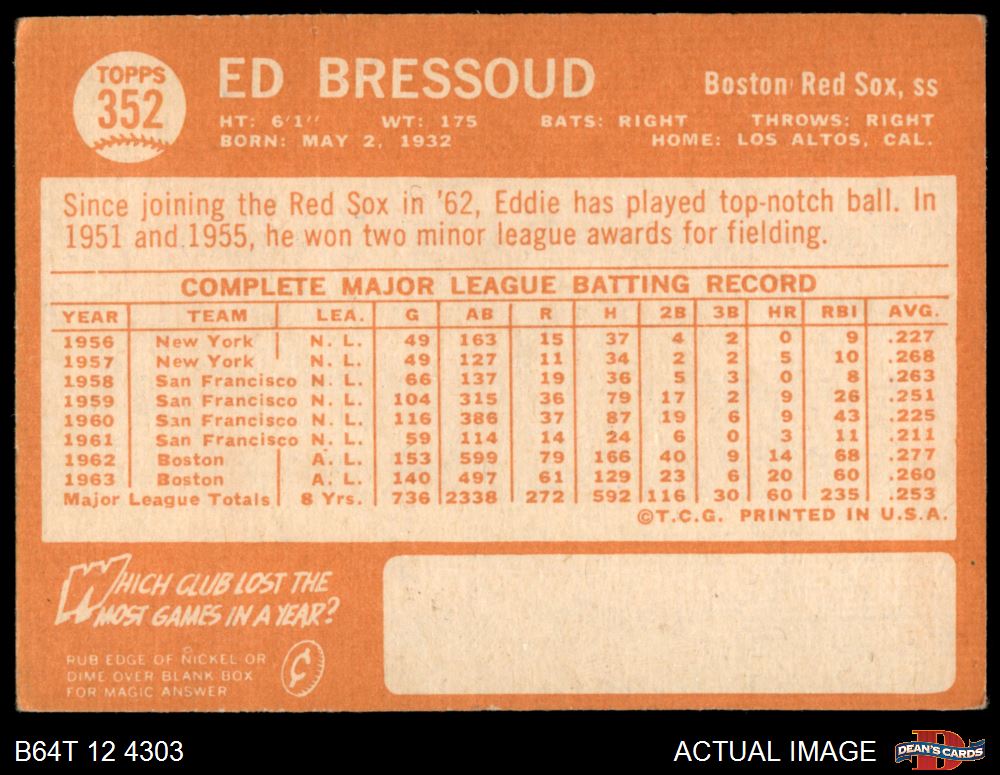 TOPPS
352
ED BRESSOUD
Boston Red Sox, ss
HT: 6'1" WT: 175 BATS: RIGHT THROWS: RIGHT
BORN: MAY 2, 1932 HOME: LOS ALTOS, CAL.
Since joining the Red Sox in '62, Eddie has played top-notch ball. In
1951 and 1955, he won two minor league awards for fielding.
COMPLETE MAJOR LEAGUE BATTING RECORD
YEAR TEAM LEA. G AB R H 2B 3B HR RBI AVG.
1956 New York N. L. 49 163 15 37 4 2 0 9 .227
1957 New York N. L. 49 127 11 34 2 2 5 10 .268
1958 San Francisco N. L. 66 137 19 36 5 3 0 8 .263
1959 San Francisco N. L. 104 315 36 79 17 2 9 26 .251
1960 San Francisco N. L. 116 386 37 87 19 6 9 43 .225
1961 San Francisco N. L. 59 114 14 24 6 0 3 11 .211
1962 Boston A. L. 153 599 79 166 40 9 14 68 .277
1963 Boston A. L. 140 497 61 129 23 6 20 60 .260
Major League Totals 8 Yrs. 736 2338 272 592 116 30 60 235 .253
©T.C.G. PRINTED IN U.S.A.
WHICH CLUB LOST THE
MOST GAMES IN A YEAR?
RUB EDGE OF NICKEL OR
DIME OVER BLANK BOX
FOR MAGIC ANSWER
¢
B64T 12 4303
ACTUAL IMAGE
DEAN'S CARDS